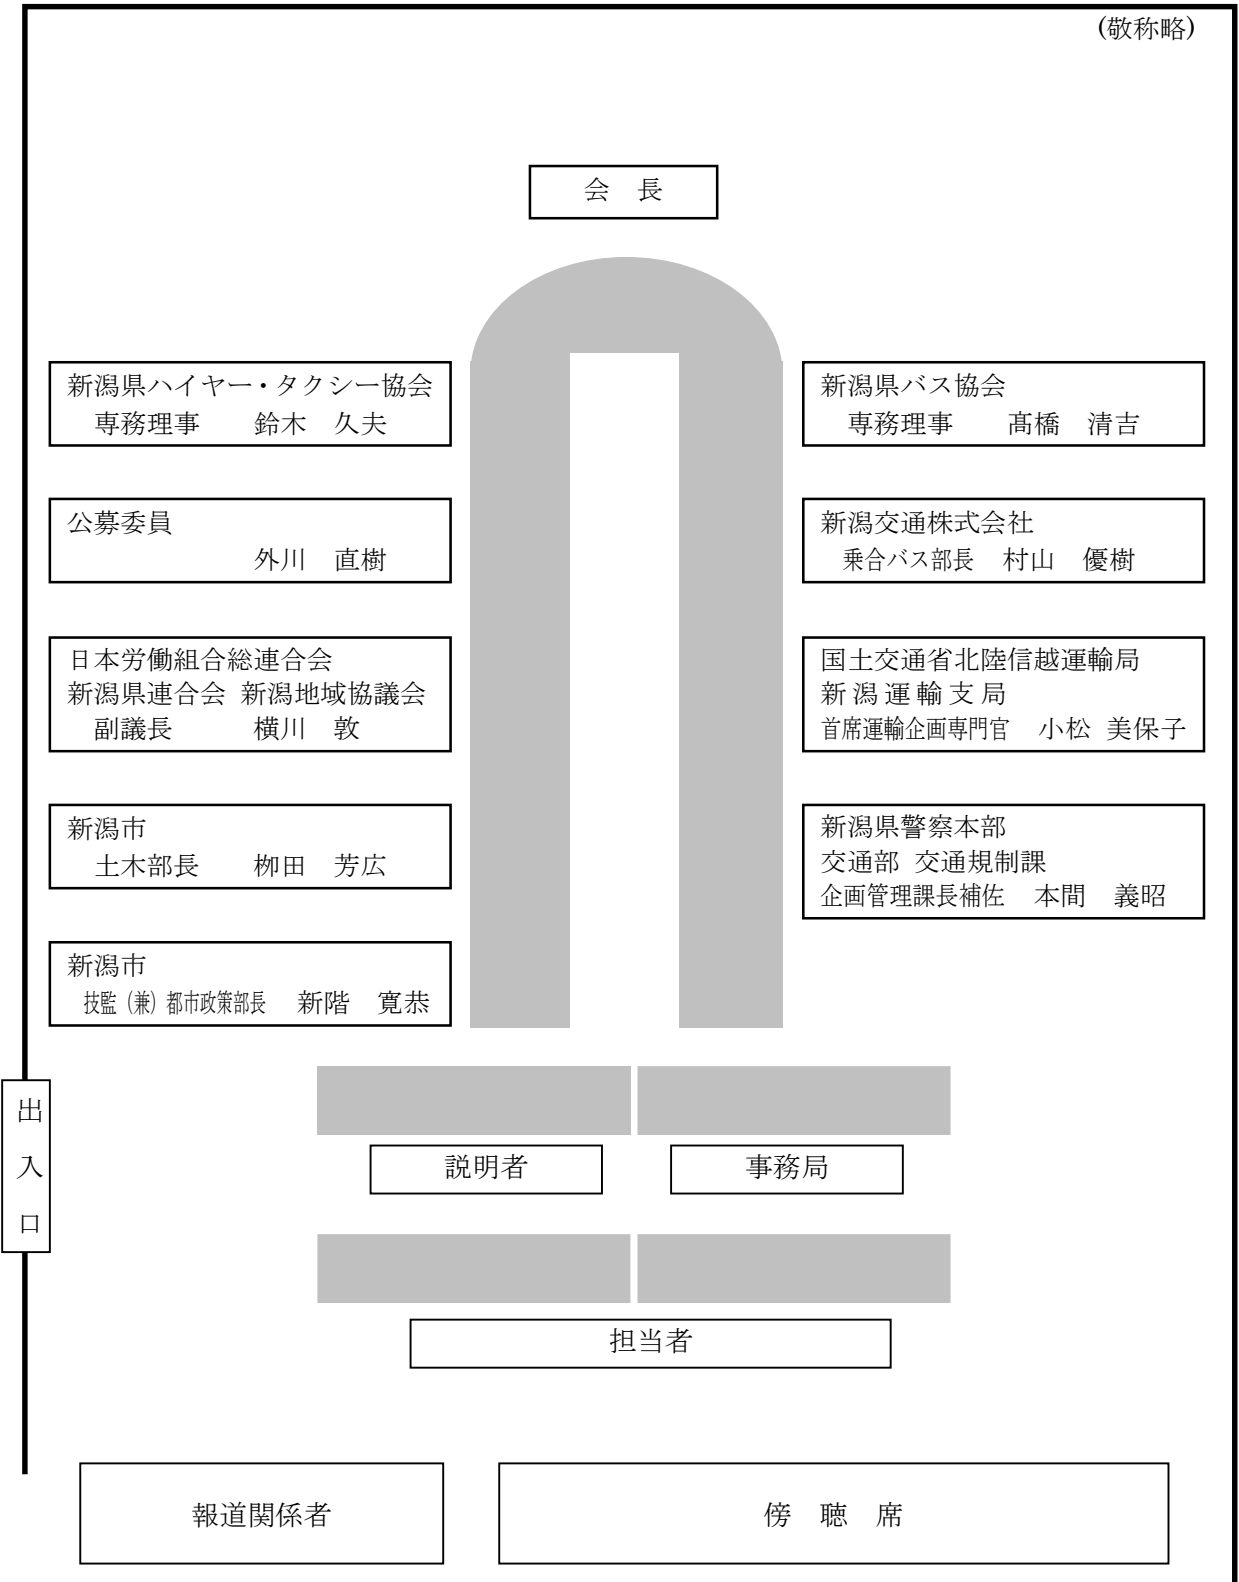 (敬称略)
会　長
新潟県ハイヤー・タクシー協会
専務理事　　鈴木　久夫
公募委員
外川　直樹
日本労働組合総連合会
新潟県連合会 新潟地域協議会
副議長　　　横川　敦
新潟市
土木部長　　栁田　芳広
新潟市
技監（兼）都市政策部長　新階　寛恭
新潟県バス協会
専務理事　　髙橋　清吉
新潟交通株式会社
乗合バス部長　村山　優樹
国土交通省北陸信越運輸局
新潟運輸支局
首席運輸企画専門官　小松 美保子
新潟県警察本部
交通部 交通規制課
企画管理課長補佐　本間　義昭
出入口
説明者
事務局
担当者
報道関係者
傍　聴　席